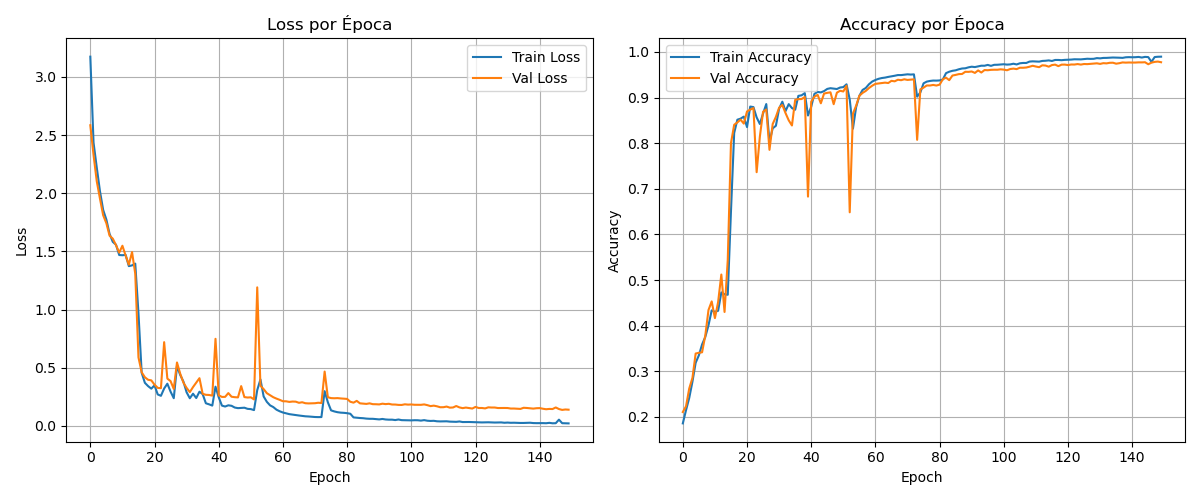 Loss por Época
Train Loss
Val Loss
3.0
2.5
2.0
1.5
1.0
0.5
0.0
Loss
0 20 40 60 80 100 120 140
Epoch
Accuracy por Época
Train Accuracy
Val Accuracy
1.0
0.9
0.8
0.7
0.6
0.5
0.4
0.3
0.2
Accuracy
0 20 40 60 80 100 120 140
Epoch